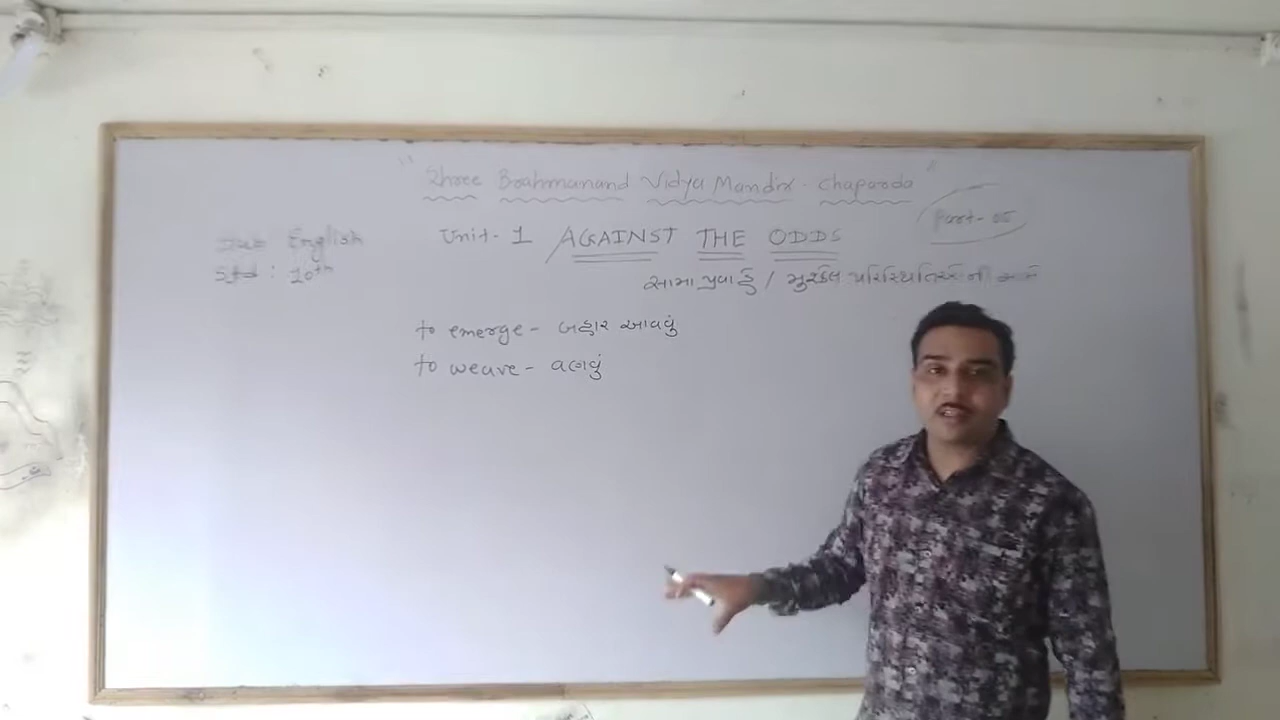 "Shree Brahmanand Vidya Mandir. Chaparda"
Part-05
Sub: English
Unit-1 AGAINST THE ODDS
Std: 10th
સામા પ્રવાહે / મુશ્કેલ પરિસ્થિતિઓની સામે
to emerge - બહાર આવવું
to weave - વણવું